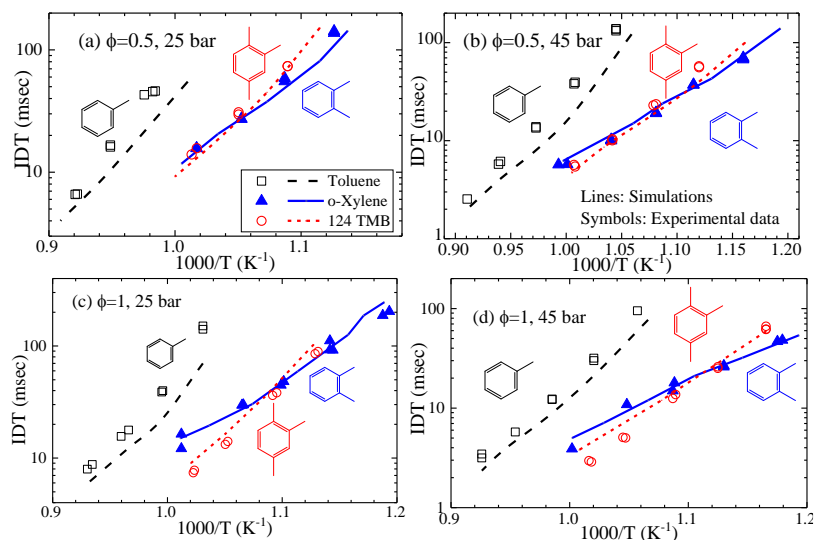 (a) ϕ=0.5, 25 bar
IDT (msec)
100
10
0.9
1.0
1.1
1000/T (K⁻¹)
Toluene
o-Xylene
124 TMB
(b) ϕ=0.5, 45 bar
IDT (msec)
100
10
1
0.90
0.95
1.00
1.05
1.10
1.15
1.20
1000/T (K⁻¹)
Lines: Simulations
Symbols: Experimental data
(c) ϕ=1, 25 bar
IDT (msec)
100
10
0.9
1.0
1.1
1.2
1000/T (K⁻¹)
(d) ϕ=1, 45 bar
IDT (msec)
100
10
1
0.9
1.0
1.1
1.2
1000/T (K⁻¹)